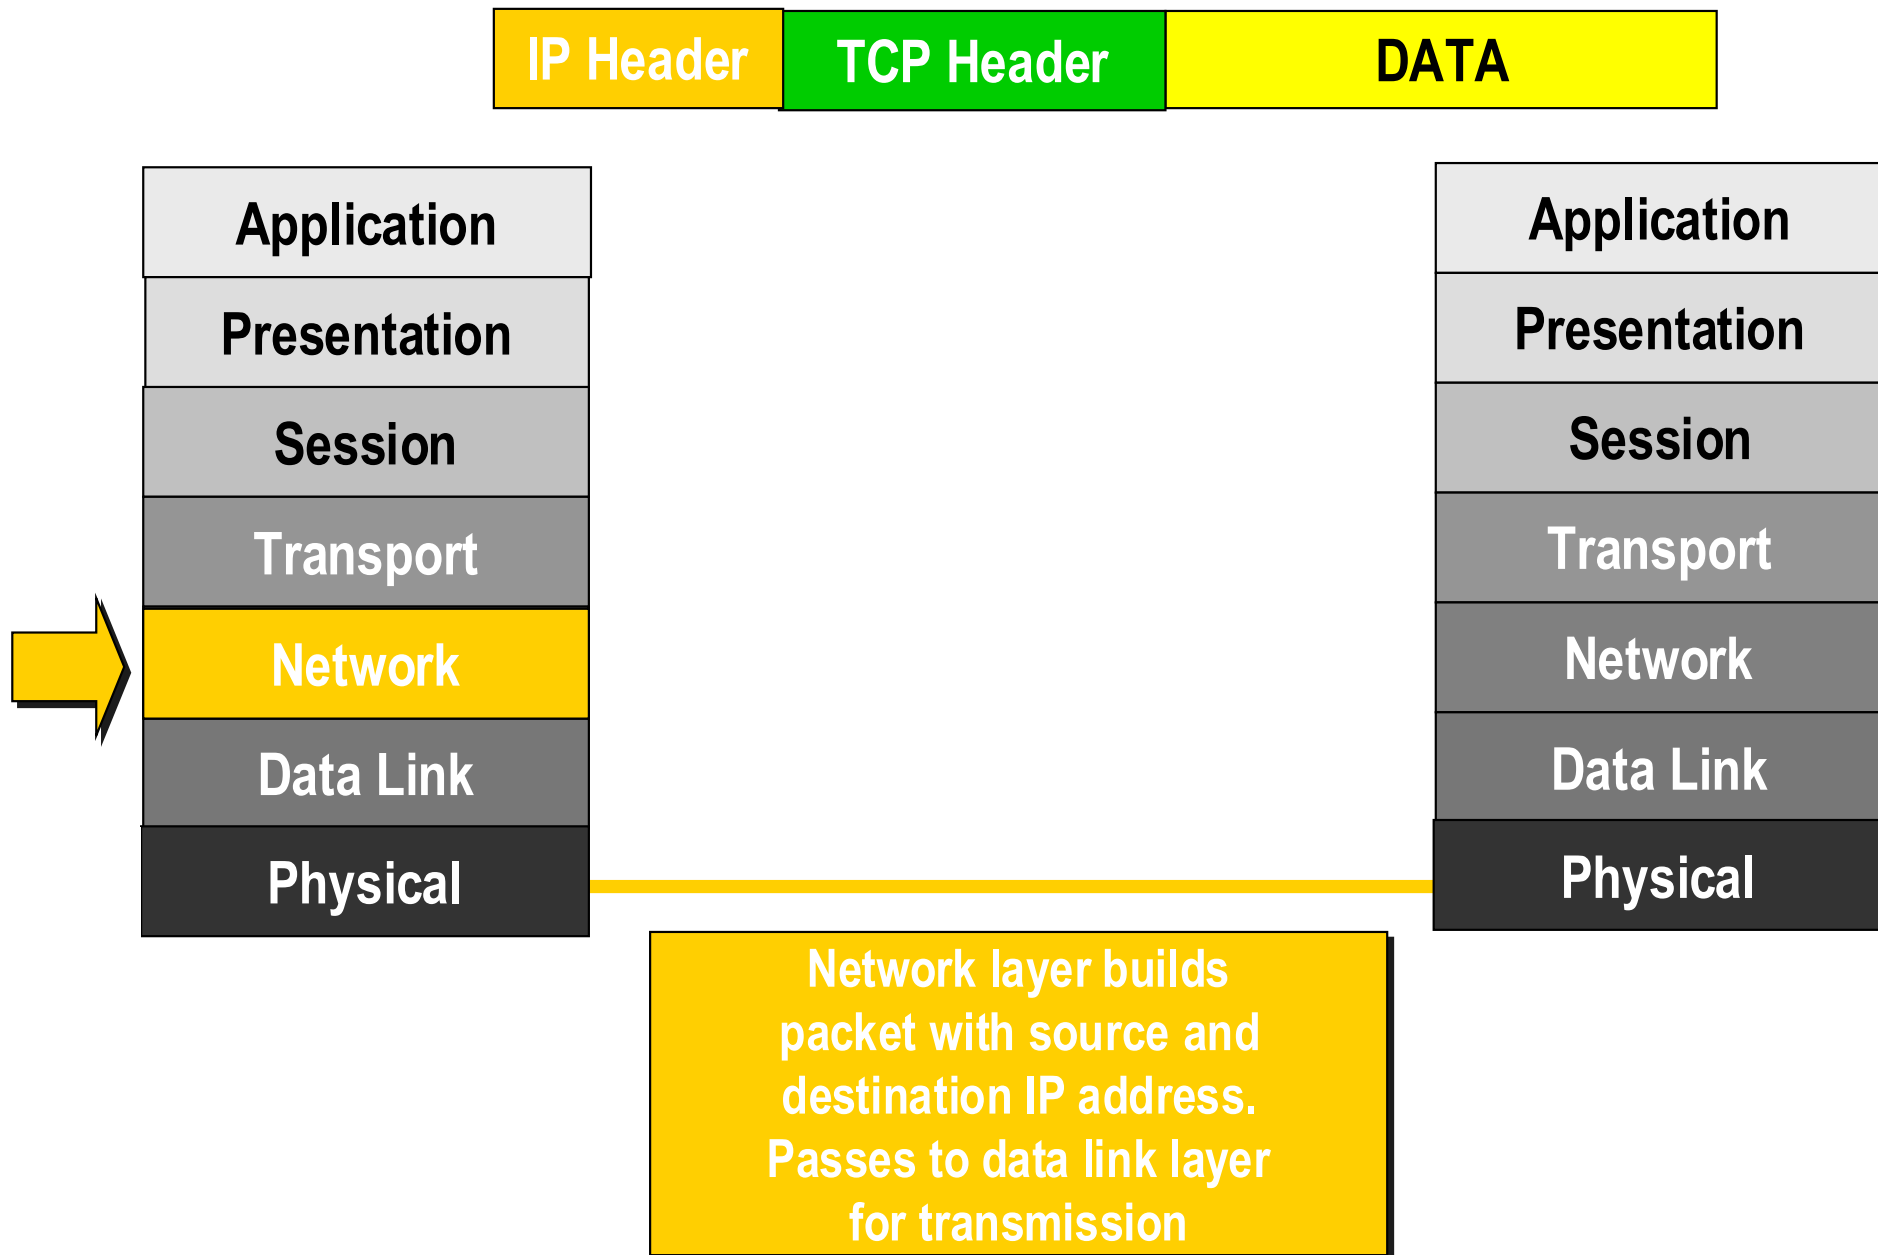 IP Header TCP Header DATA
Application
Presentation
Session
Transport
Network
Data Link
Physical
Application
Presentation
Session
Transport
Network
Data Link
Physical
Network layer builds
packet with source and
destination IP address.
Passes to data link layer
for transmission